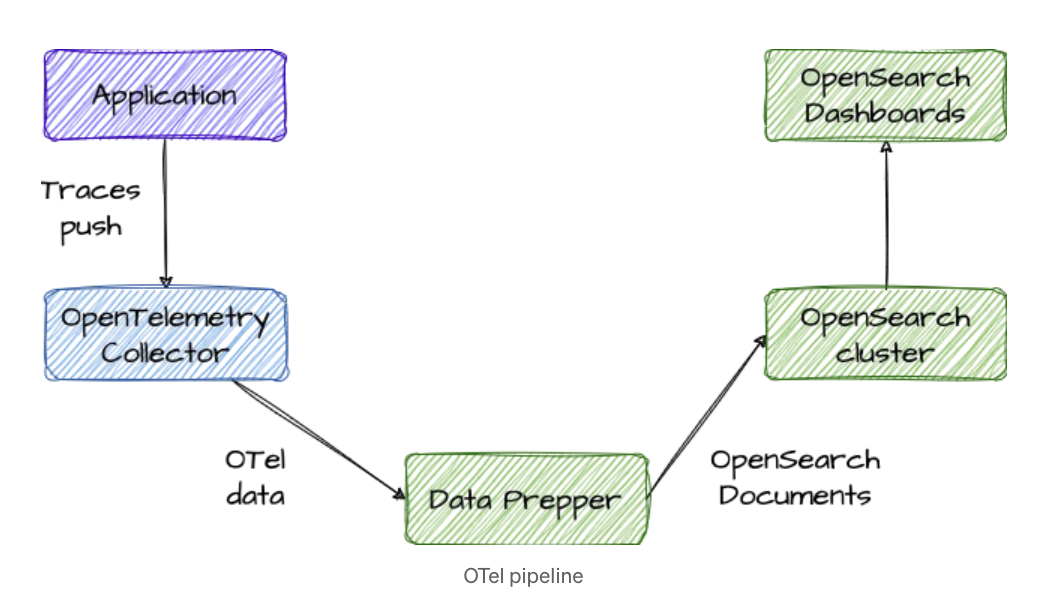 Application
OpenSearch
Dashboards
Traces
push
OpenTelemetry
Collector
OpenSearch
cluster
OTel
data
Data Prepper
OpenSearch
Documents
OTel pipeline